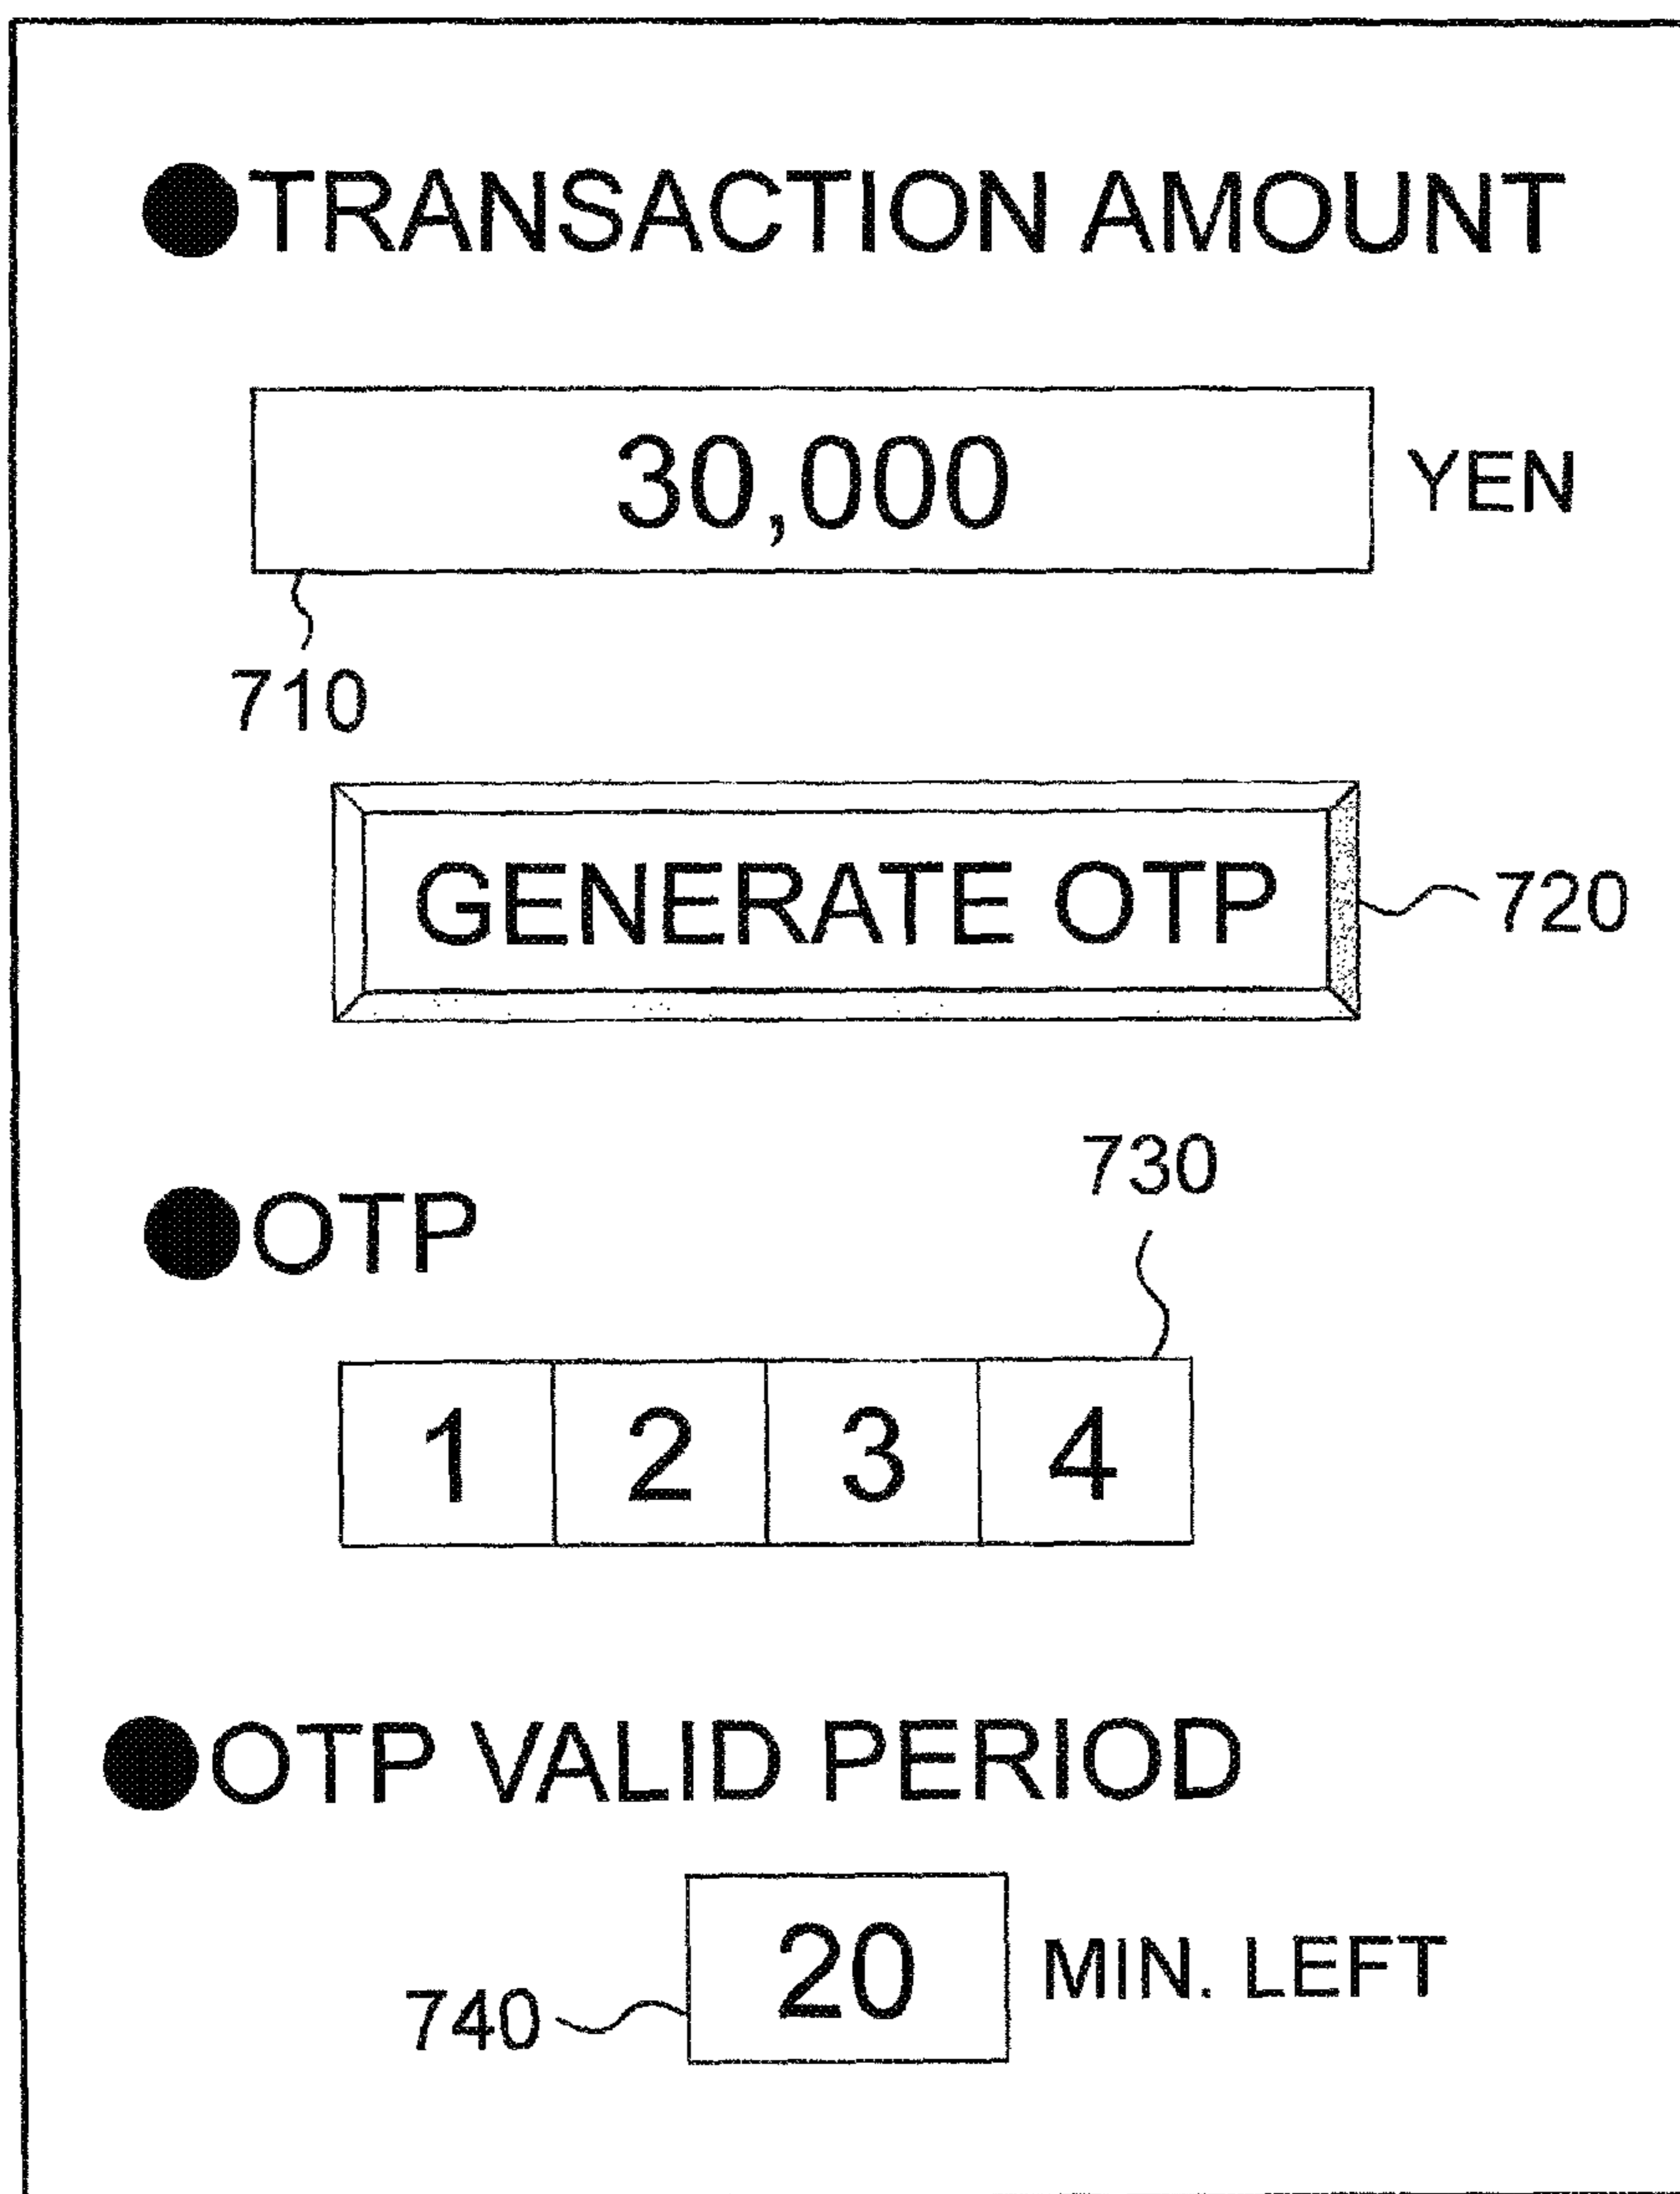 ●TRANSACTION AMOUNT
30,000 YEN
710
GENERATE OTP 720
730
●OTP
1 2 3 4
●OTP VALID PERIOD
20 MIN. LEFT
740